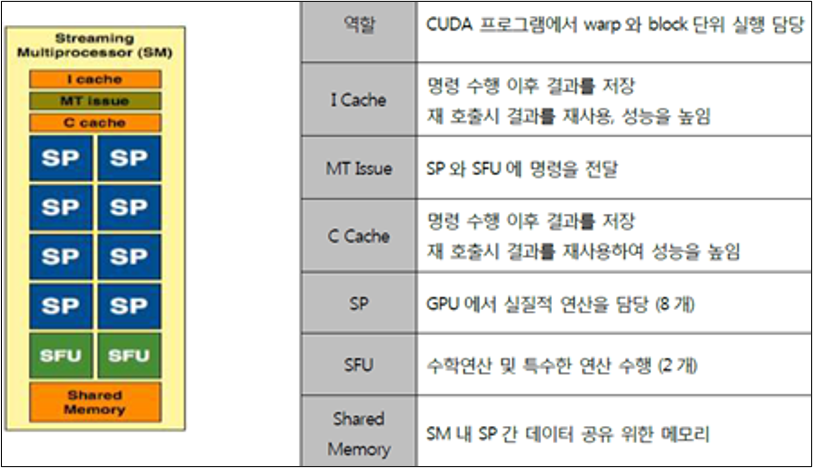 Streaming
Multiprocessor (SM)
I cache
MT issue
C cache
SP SP
SP SP
SP SP
SP SP
SFU SFU
Shared
Memory
역할 CUDA 프로그램에서 warp 와 block 단위 실행 담당
I Cache
명령 수행 이후 결과를 저장
재 호출시 결과를 재사용, 성능을 높임
MT Issue SP 와 SFU 에 명령을 전달
C Cache
명령 수행 이후 결과를 저장
재 호출시 결과를 재사용하여 성능을 높임
SP GPU 에서 실질적 연산을 담당 (8 개)
SFU 수학연산 및 특수한 연산 수행 (2 개)
Shared
Memory
SM 내 SP 간 데이터 공유 위한 메모리